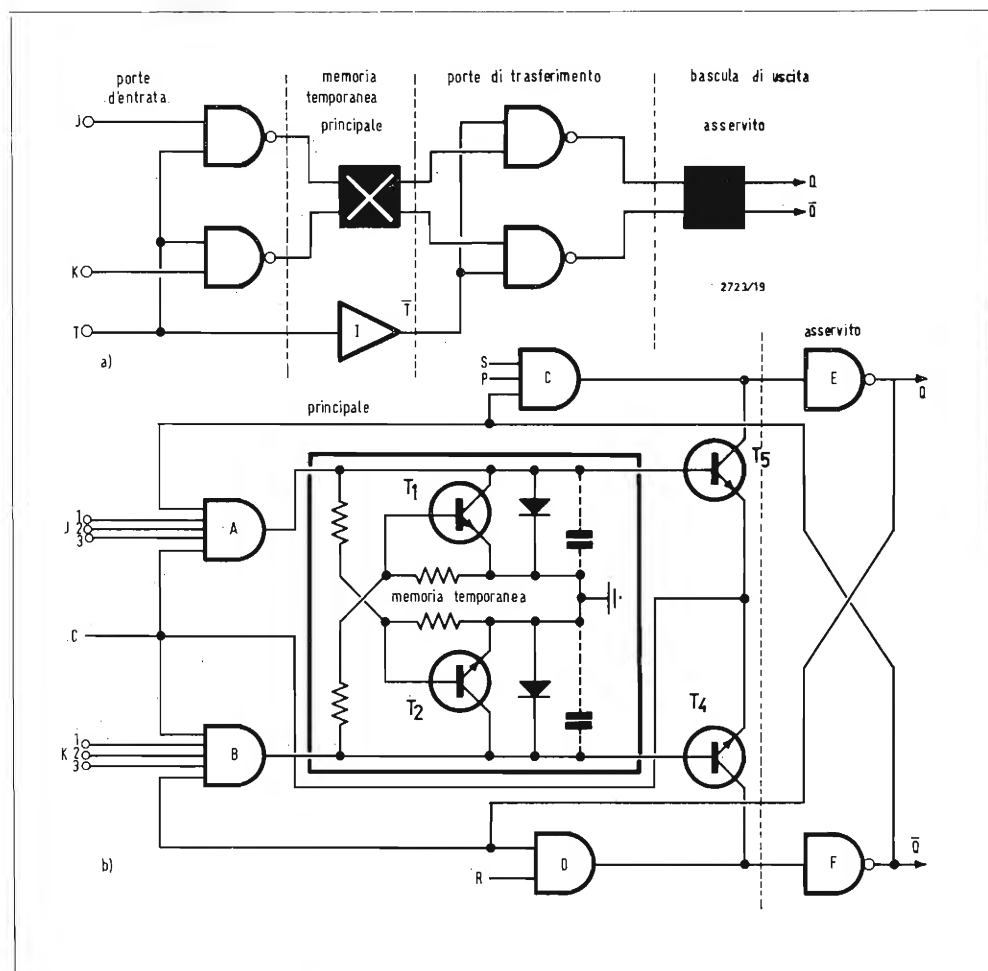 porte
d'entrata
memoria
temporanea
principale
porte di trasferimento
bascula di uscita
asservito
J
K
T
I
T̅
Q
Q̅
2723/19
a)
asservito
S
P
C
E
Q
principale
T5
T1
1
J 2
3
A
memoria temporanea
C
T2
T4
1
K 2
3
B
b)
R
D
F
Q̅